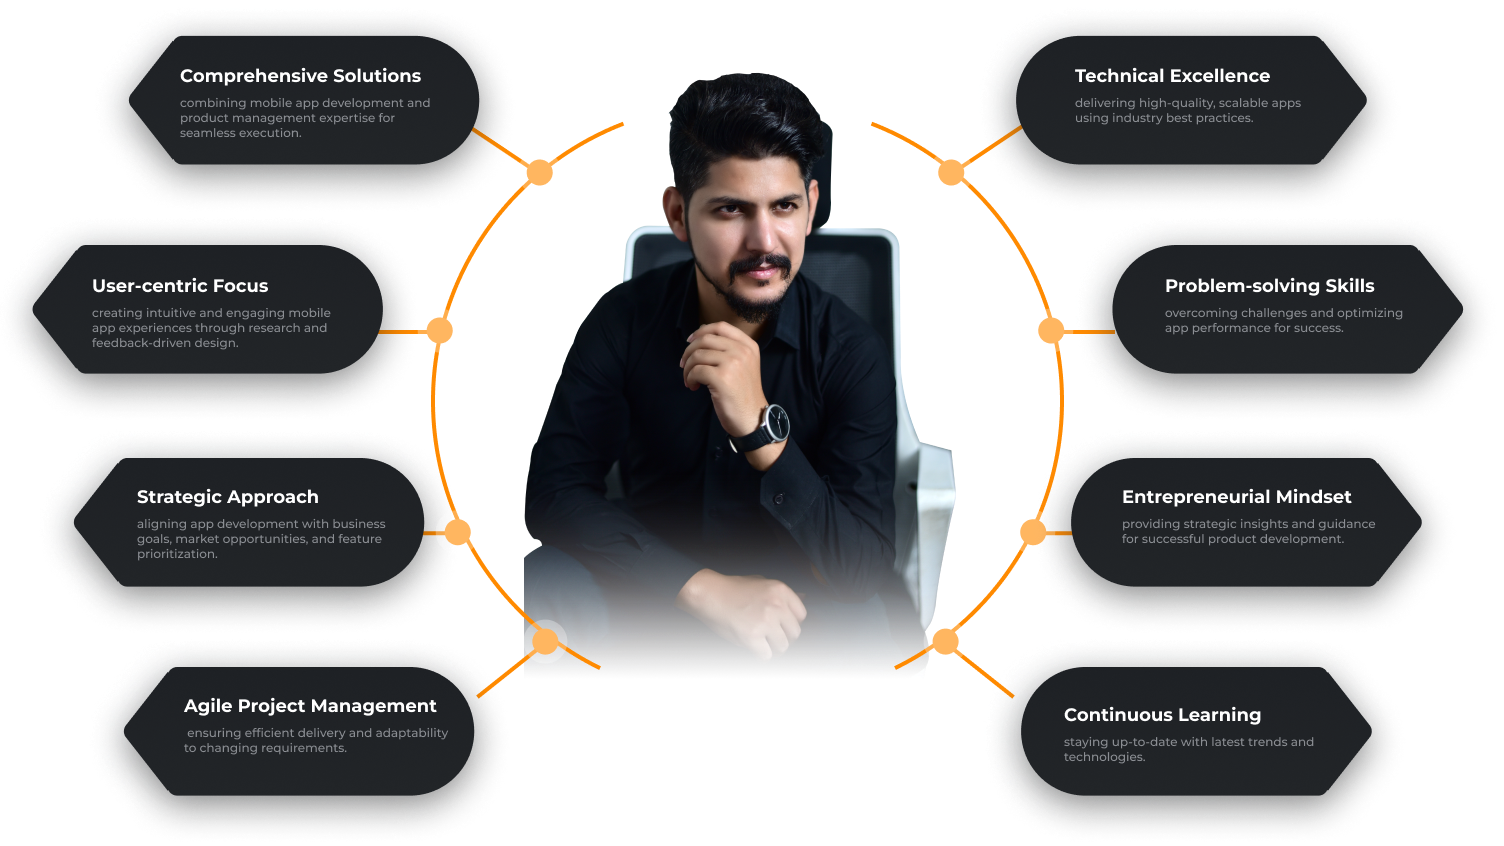 Comprehensive Solutions
combining mobile app development and
product management expertise for
seamless execution.
User-centric Focus
creating intuitive and engaging mobile
app experiences through research and
feedback-driven design.
Strategic Approach
aligning app development with business
goals, market opportunities, and feature
prioritization.
Agile Project Management
ensuring efficient delivery and adaptability
to changing requirements.
Technical Excellence
delivering high-quality, scalable apps
using industry best practices.
Problem-solving Skills
overcoming challenges and optimizing
app performance for success.
Entrepreneurial Mindset
providing strategic insights and guidance
for successful product development.
Continuous Learning
staying up-to-date with latest trends and
technologies.